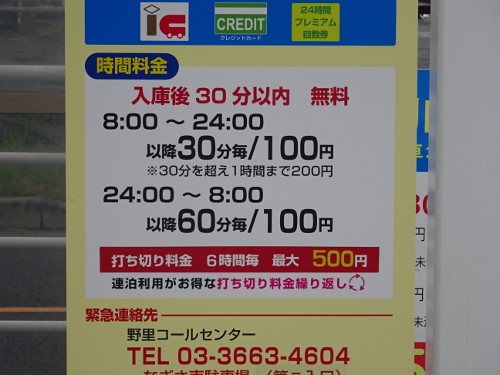 ic
CREDIT
クレジットカード
24時間
プレミアム
回数券
時間料金
入庫後 30 分以内 無料
8:00 ～ 24:00
以降30分毎/100円
※30分を超え1時間まで200円
24:00 ～ 8:00
以降60分毎/100円
打ち切り料金 6時間毎 最大 500円
連泊利用がお得な打ち切り料金繰り返し
緊急連絡先
野里コールセンター
TEL 03-3663-4604